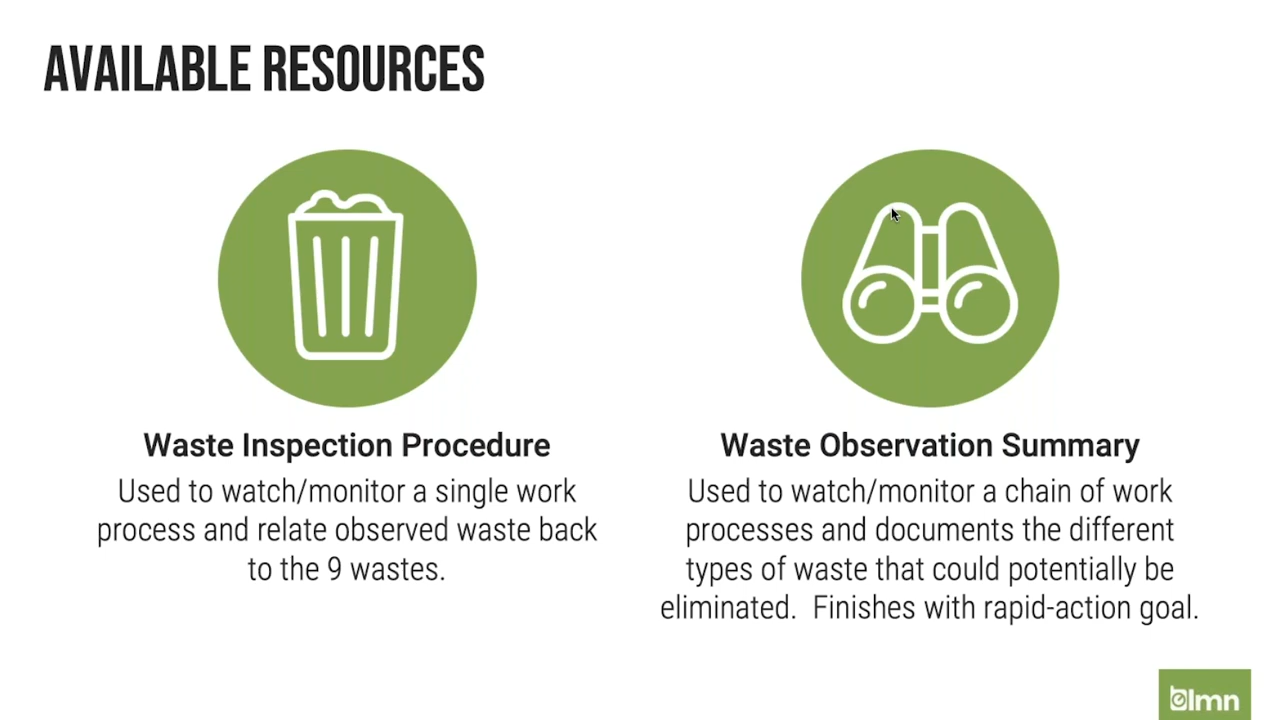 AVAILABLE RESOURCES
Waste Inspection Procedure
Used to watch/monitor a single work
process and relate observed waste back
to the 9 wastes.
Waste Observation Summary
Used to watch/monitor a chain of work
processes and documents the different
types of waste that could potentially be
eliminated.  Finishes with rapid-action goal.
lmn